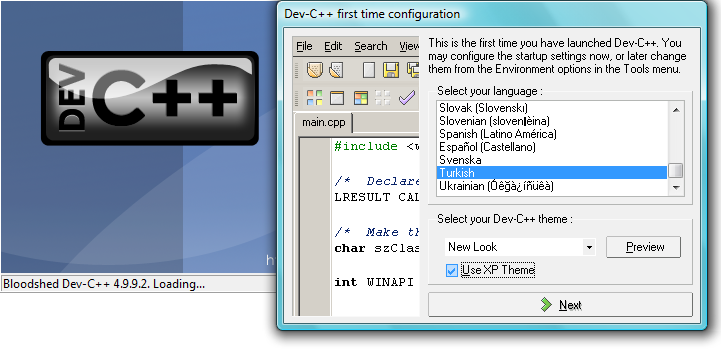 DEV C++
h
Bloodshed Dev-C++ 4.9.9.2. Loading...
Dev-C++ first time configuration
File Edit Search View
main.cpp
#include <w
/* Declare
LRESULT CAL
/* Make th
char szClas
int WINAPI
This is the first time you have launched Dev-C++. You
may configure the startup settings now, or later change
them from the Environment options in the Tools menu.
Select your language :
Slovak (Slovenskı)
Slovenian (slovenŀèina)
Spanish (Latino América)
Español (Castellano)
Svenska
Turkish
Ukrainian (Óêğà¿íñüêà)
Select your Dev-C++ theme :
New Look
Preview
Use XP Theme
Next